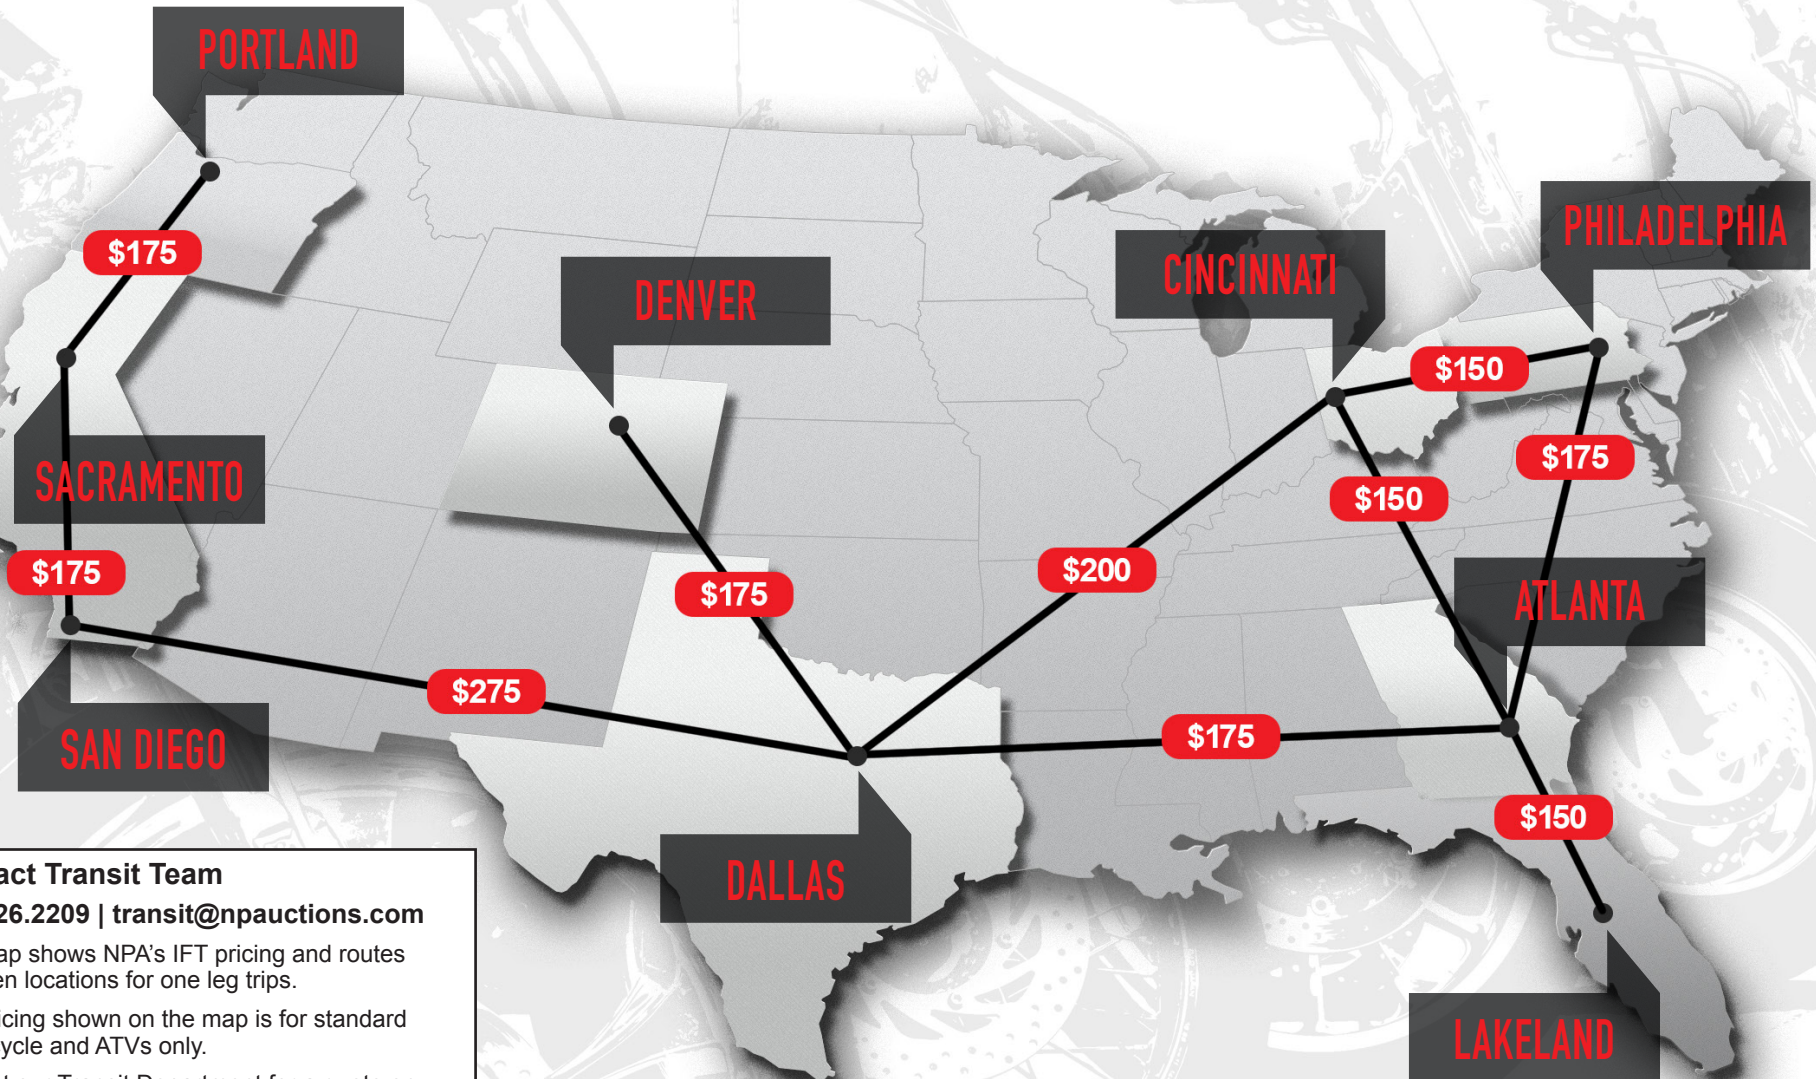 PORTLAND
PHILADELPHIA
$175
CINCINNATI
DENVER
$150
$175
SACRAMENTO
$150
$175
$200
$175
ATLANTA
$275
$175
SAN DIEGO
$150
DALLAS
LAKELAND
act Transit Team
26.2209 | transit@npauctions.com
ap shows NPA's IFT pricing and routes
en locations for one leg trips.
icing shown on the map is for standard
ycle and ATVs only.